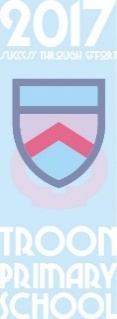 2017
SUCCESS THROUGH EFFORT
TROON
PRIMARY
SCHOOL